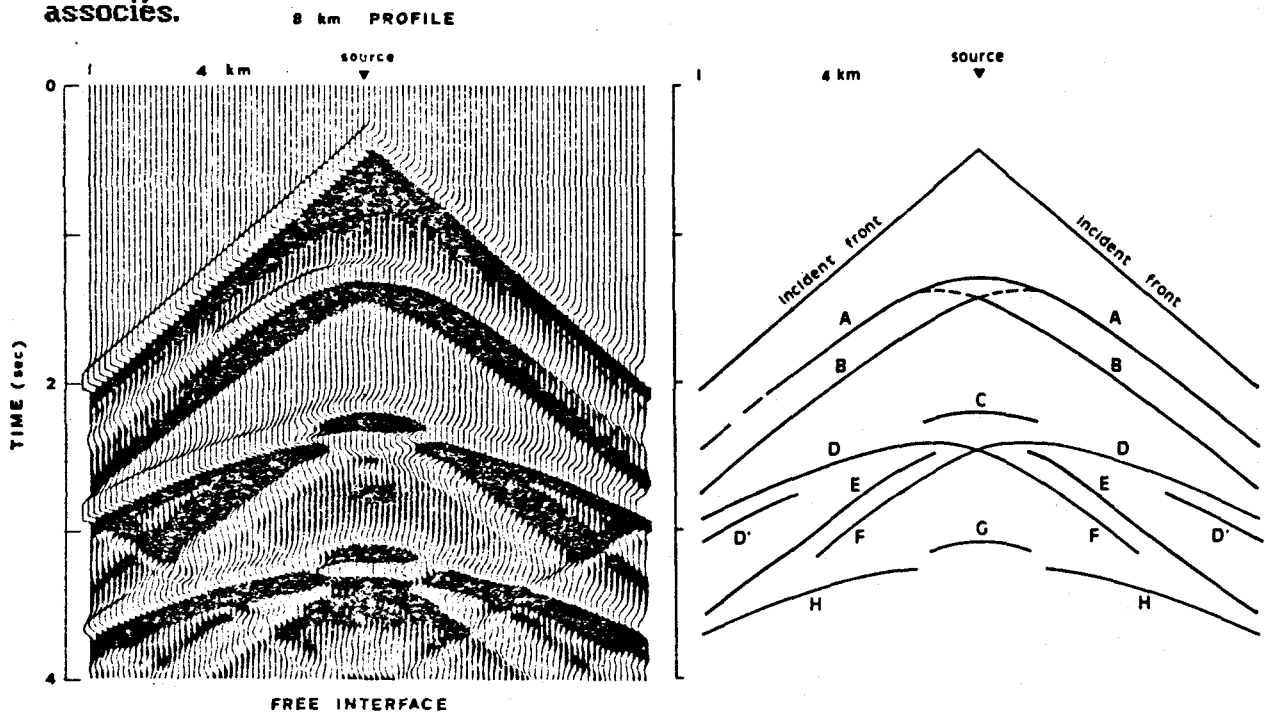 associés.
8 km PROFILE
source
4 km
0
2
4
TIME (sec)
FREE INTERFACE
source
4 km
incident front
incident front
A A
B B
C
D D
E E
D' F F D'
G
H H